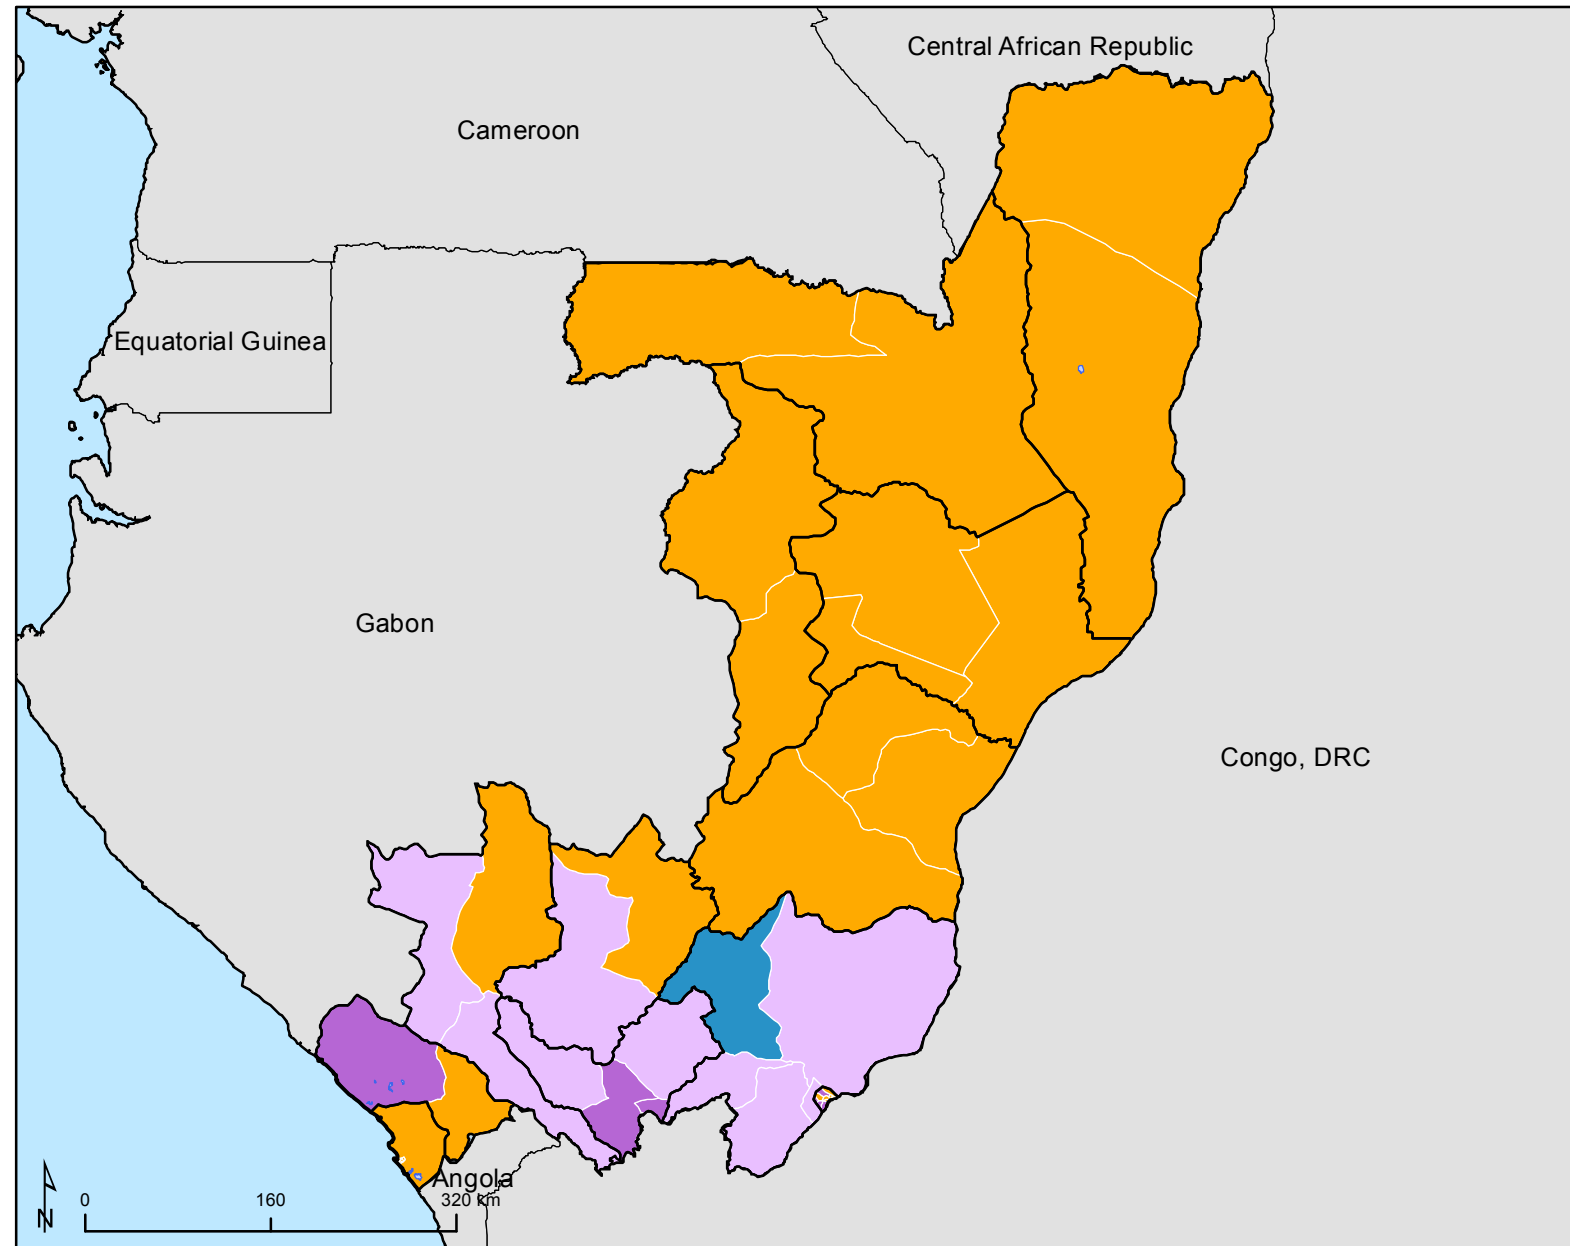 Central African Republic
Cameroon
Equatorial Guinea
Gabon
Congo, DRC
Angola
0 160 320 km
N